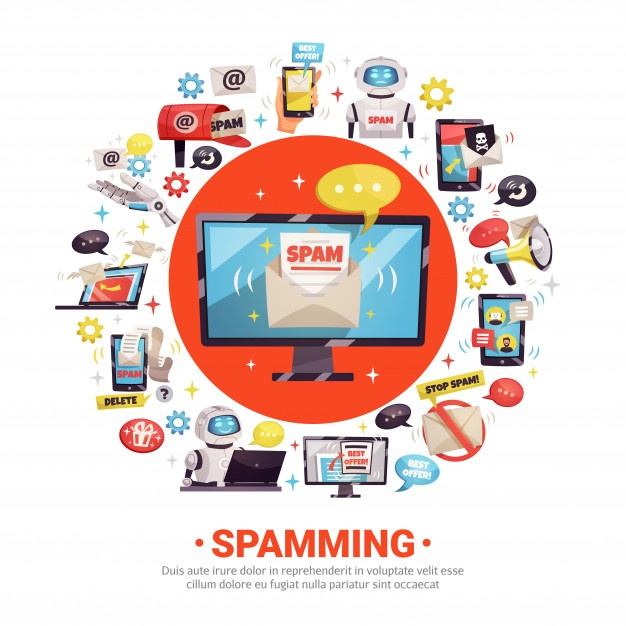 BEST
OFFER!
@
@
SPAM
SPAM
@
SPAM
SPAM
DELETE
?
STOP SPAM!
BEST
OFFER!
BEST
OFFER!
• SPAMMING •
Duis aute irure dolor in reprehenderit in voluptate velit esse
cillum dolore eu fugiat nulla pariatur sint occaecat